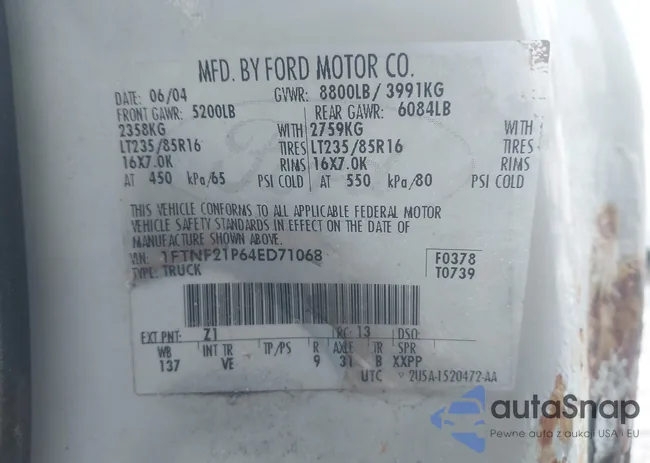 MFD. BY FORD MOTOR CO.
DATE: 06/04 GVWR: 8800LB/ 3991KG
FRONT GAWR: 5200LB REAR GAWR: 6084LB
2358KG WITH 2759KG WITH
LT235/85R16 TIRES LT235/85R16 TIRES
16X7.0K RIMS 16X7.0K RIMS
AT 450 kPa/65 PSI COLD AT 550 kPa/80 PSI COLD
THIS VEHICLE CONFORMS TO ALL APPLICABLE FEDERAL MOTOR
VEHICLE SAFETY STANDARDS IN EFFECT ON THE DATE OF
MANUFACTURE SHOWN ABOVE.
VIN: 1FTNF21P64ED71068 F0378
TYPE: TRUCK T0739
EXT PNT: Z1 RC: 13 DSO:
WB INT TR TP/PS R AXLE TR SPR
137 VE 9 31 B XXPP
UTC 2U5A-1520472-AA
autoSnap
Pewne auto z aukcji USA i EU